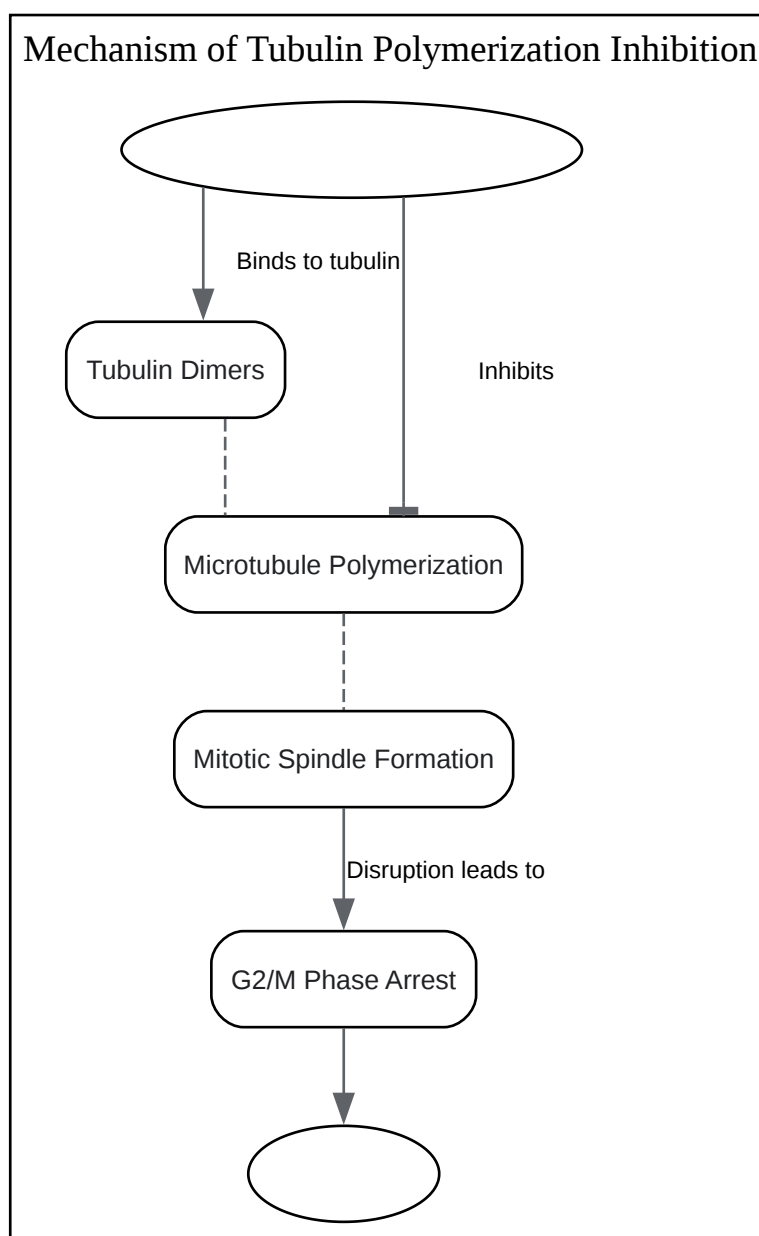 Mechanism of Tubulin Polymerization Inhibition
Binds to tubulin
Tubulin Dimers
Inhibits
Microtubule Polymerization
Mitotic Spindle Formation
Disruption leads to
G2/M Phase Arrest